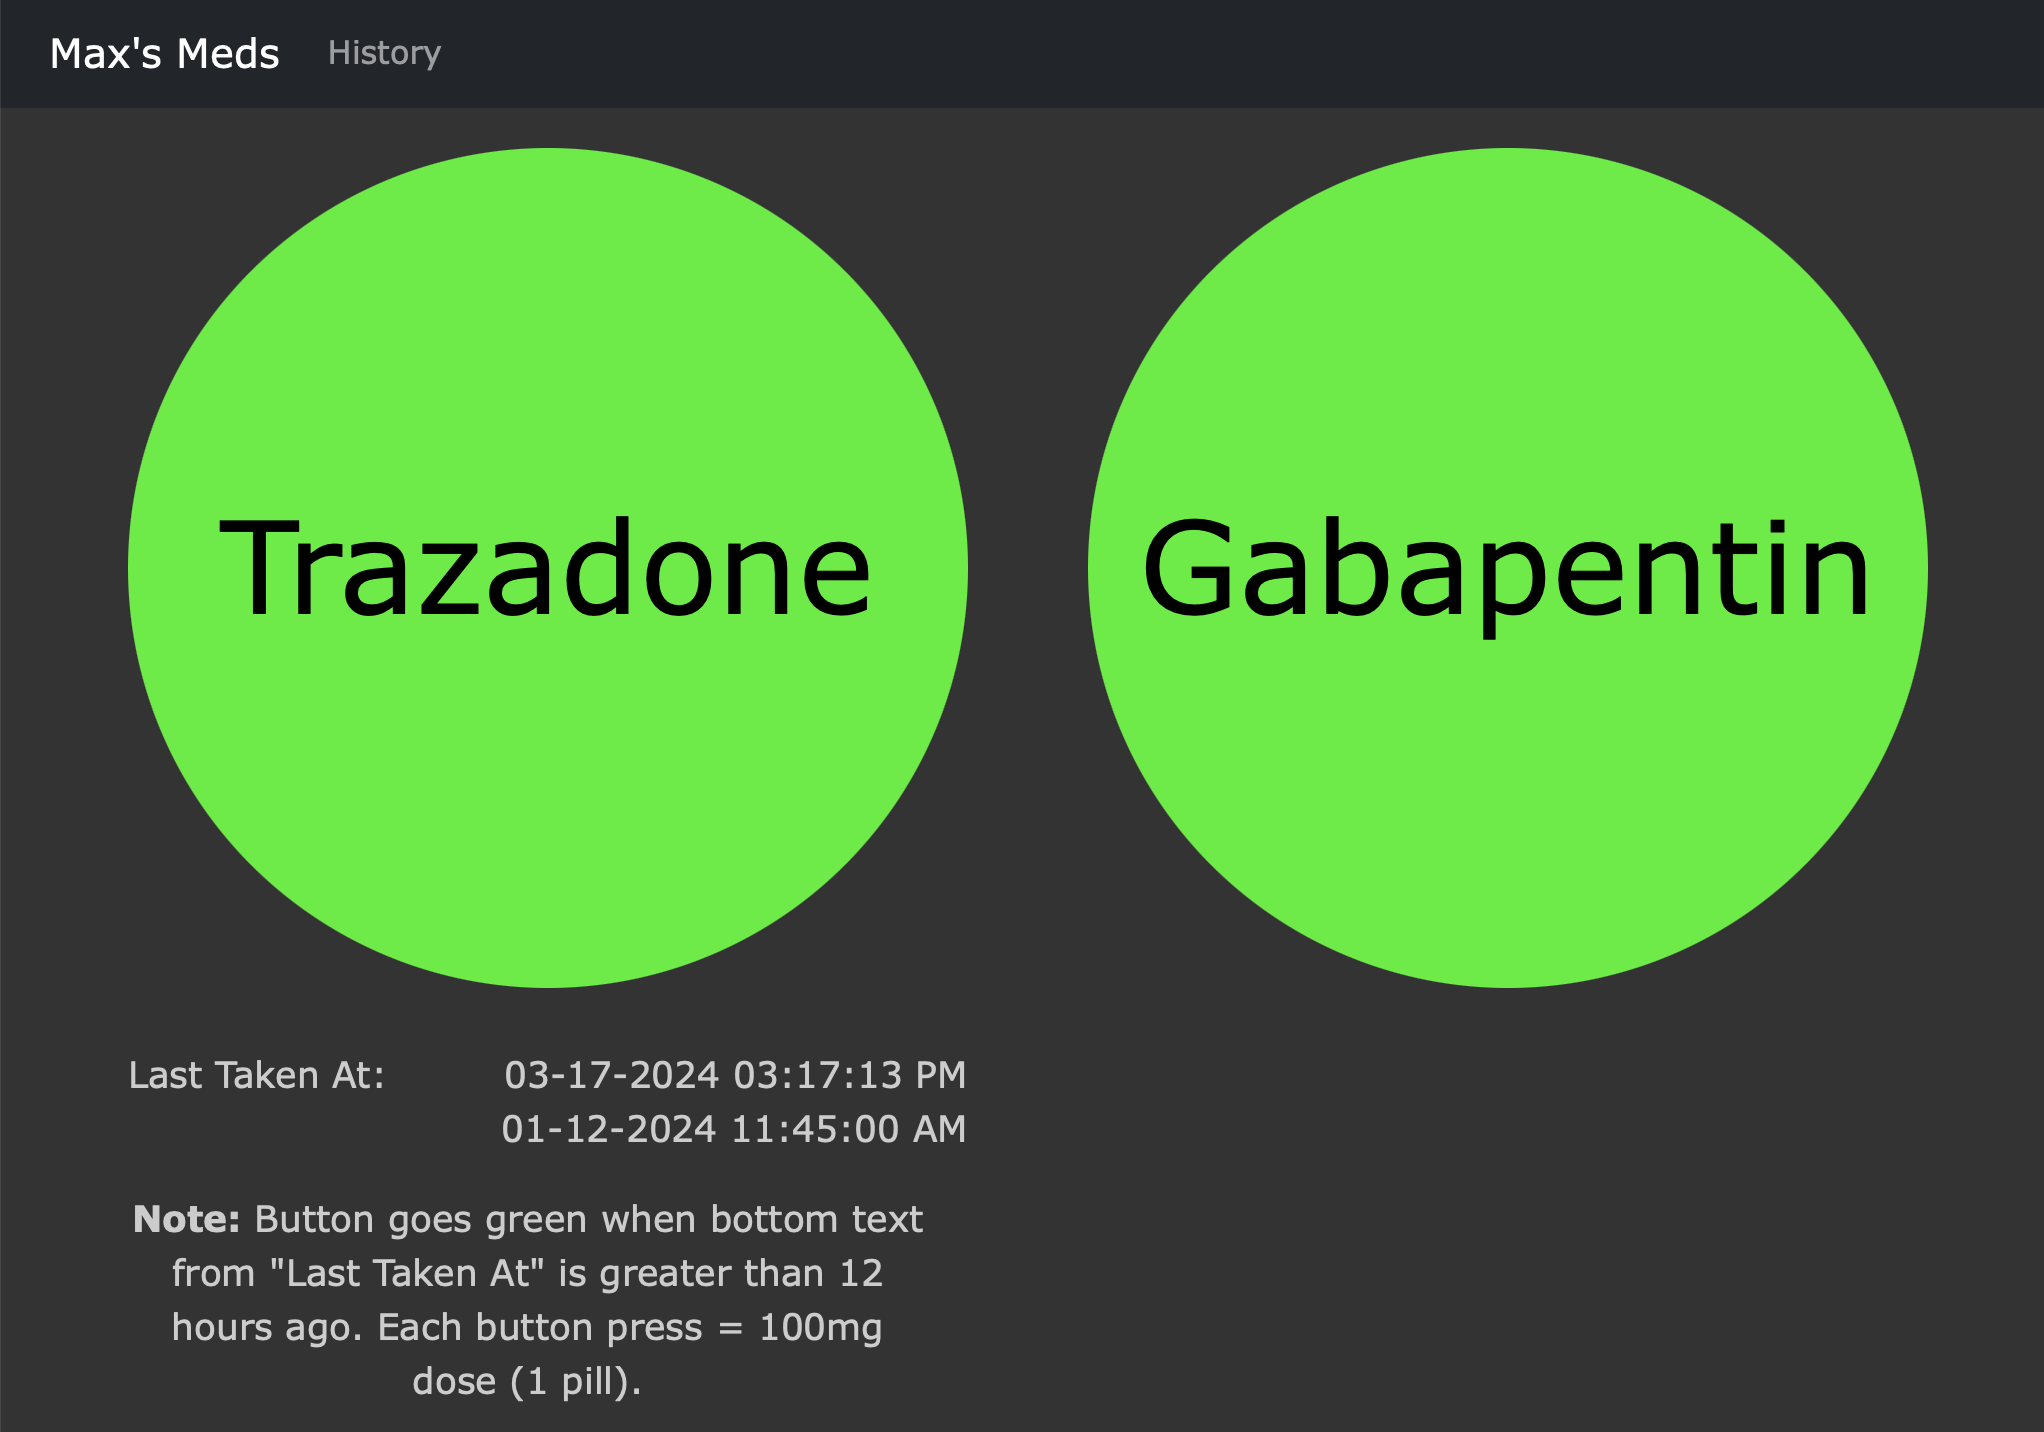 Max's Meds History
Trazadone
Gabapentin
Last Taken At: 03-17-2024 03:17:13 PM
01-12-2024 11:45:00 AM
Note: Button goes green when bottom text
from "Last Taken At" is greater than 12
hours ago. Each button press = 100mg
dose (1 pill).